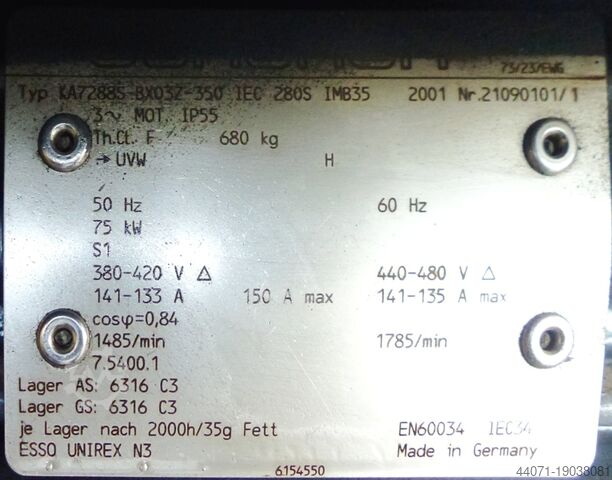 73/23/EWG
Typ KA7288S-BX03Z-350 IEC 280S IMB35 2001 Nr.21090101/1
3~ MOT. IP55
Th.Cl. F 680 kg
→ UVW H
50 Hz 60 Hz
75 kW
S1
380-420 V Δ 440-480 V Δ
141-133 A 150 A max 141-135 A max
cosφ=0,84
1485/min 1785/min
7.5400.1
Lager AS: 6316 C3
Lager GS: 6316 C3
je Lager nach 2000h/35g Fett EN60034 IEC34
ESSO UNIREX N3 Made in Germany
6.154550
44071-19038081